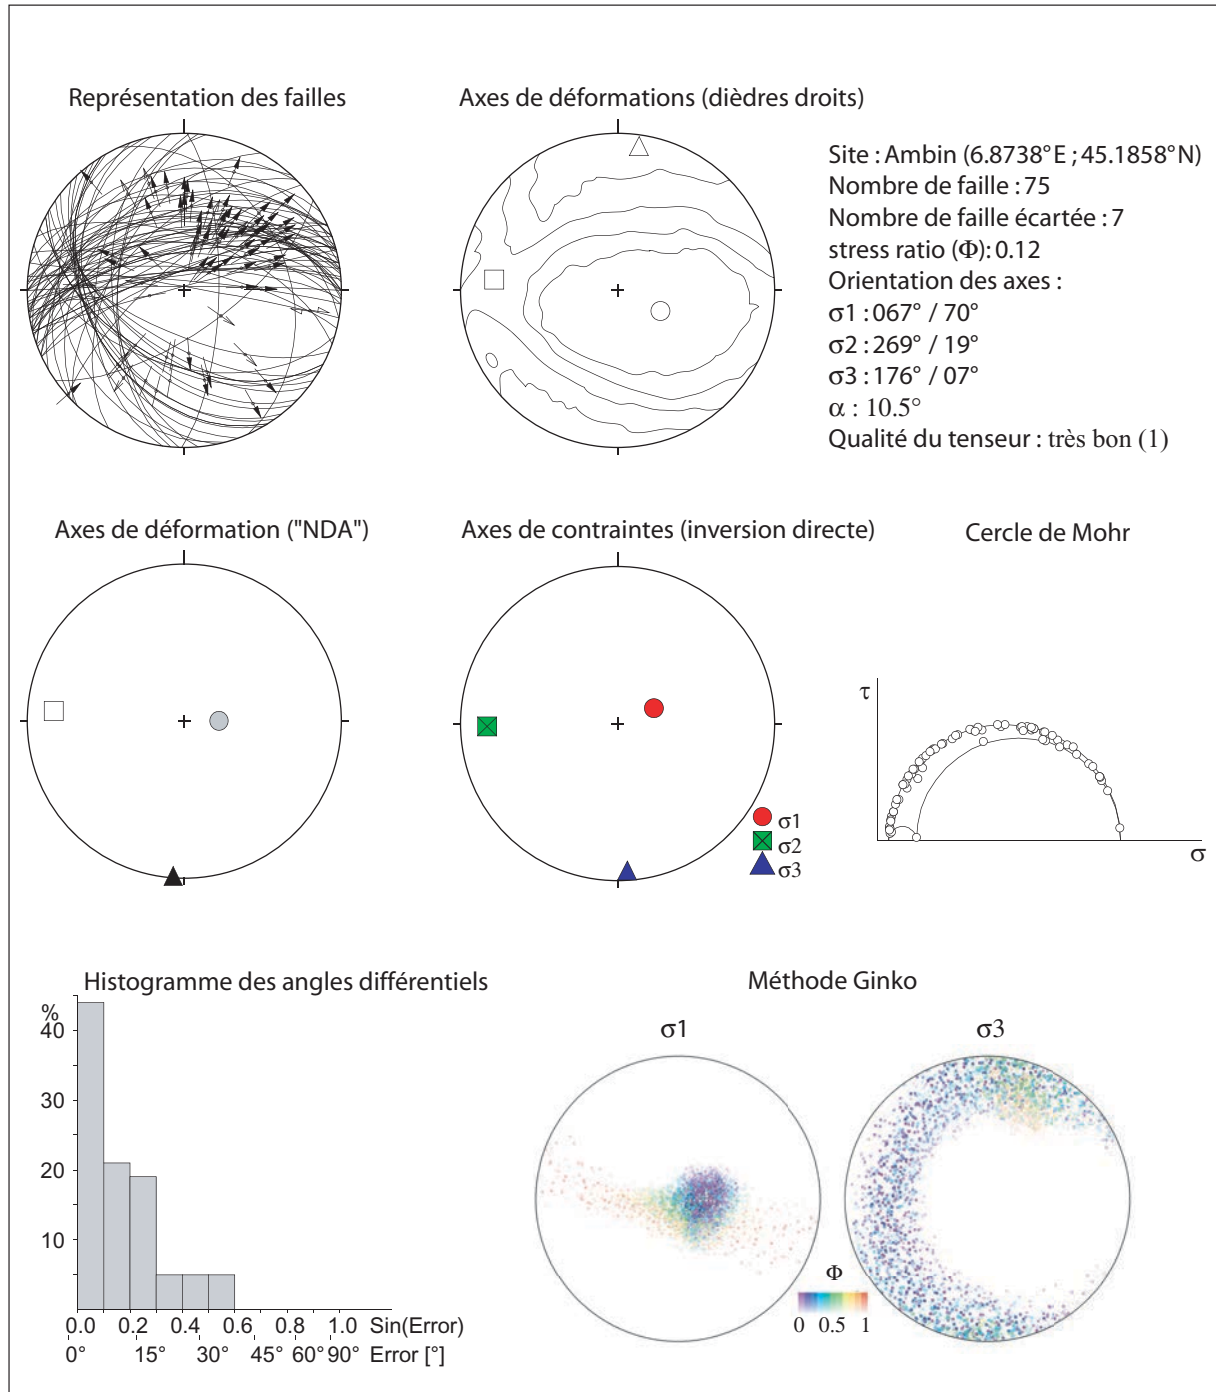 Représentation des failles
Axes de déformations (dièdres droits)
Site : Ambin (6.8738°E ; 45.1858°N)
Nombre de faille : 75
Nombre de faille écartée : 7
stress ratio (Φ): 0.12
Orientation des axes :
σ1 : 067° / 70°
σ2 : 269° / 19°
σ3 : 176° / 07°
α : 10.5°
Qualité du tenseur : très bon (1)
Axes de déformation ("NDA")
Axes de contraintes (inversion directe)
Cercle de Mohr
σ1
σ2
σ3
τ
σ
Histogramme des angles différentiels
%
40
30
20
10
0.0 0.2 0.4 0.6 0.8 1.0 Sin(Error)
0° 15° 30° 45° 60° 90° Error [°]
Méthode Ginko
σ1
σ3
Φ
0 0.5 1